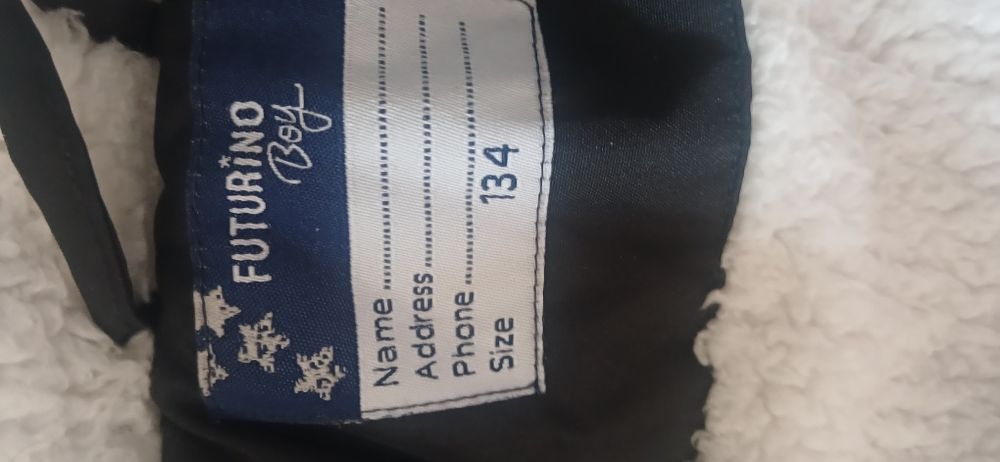 FUTURINO
Boy
Name................................
Address...........................
Phone.............................
Size 134